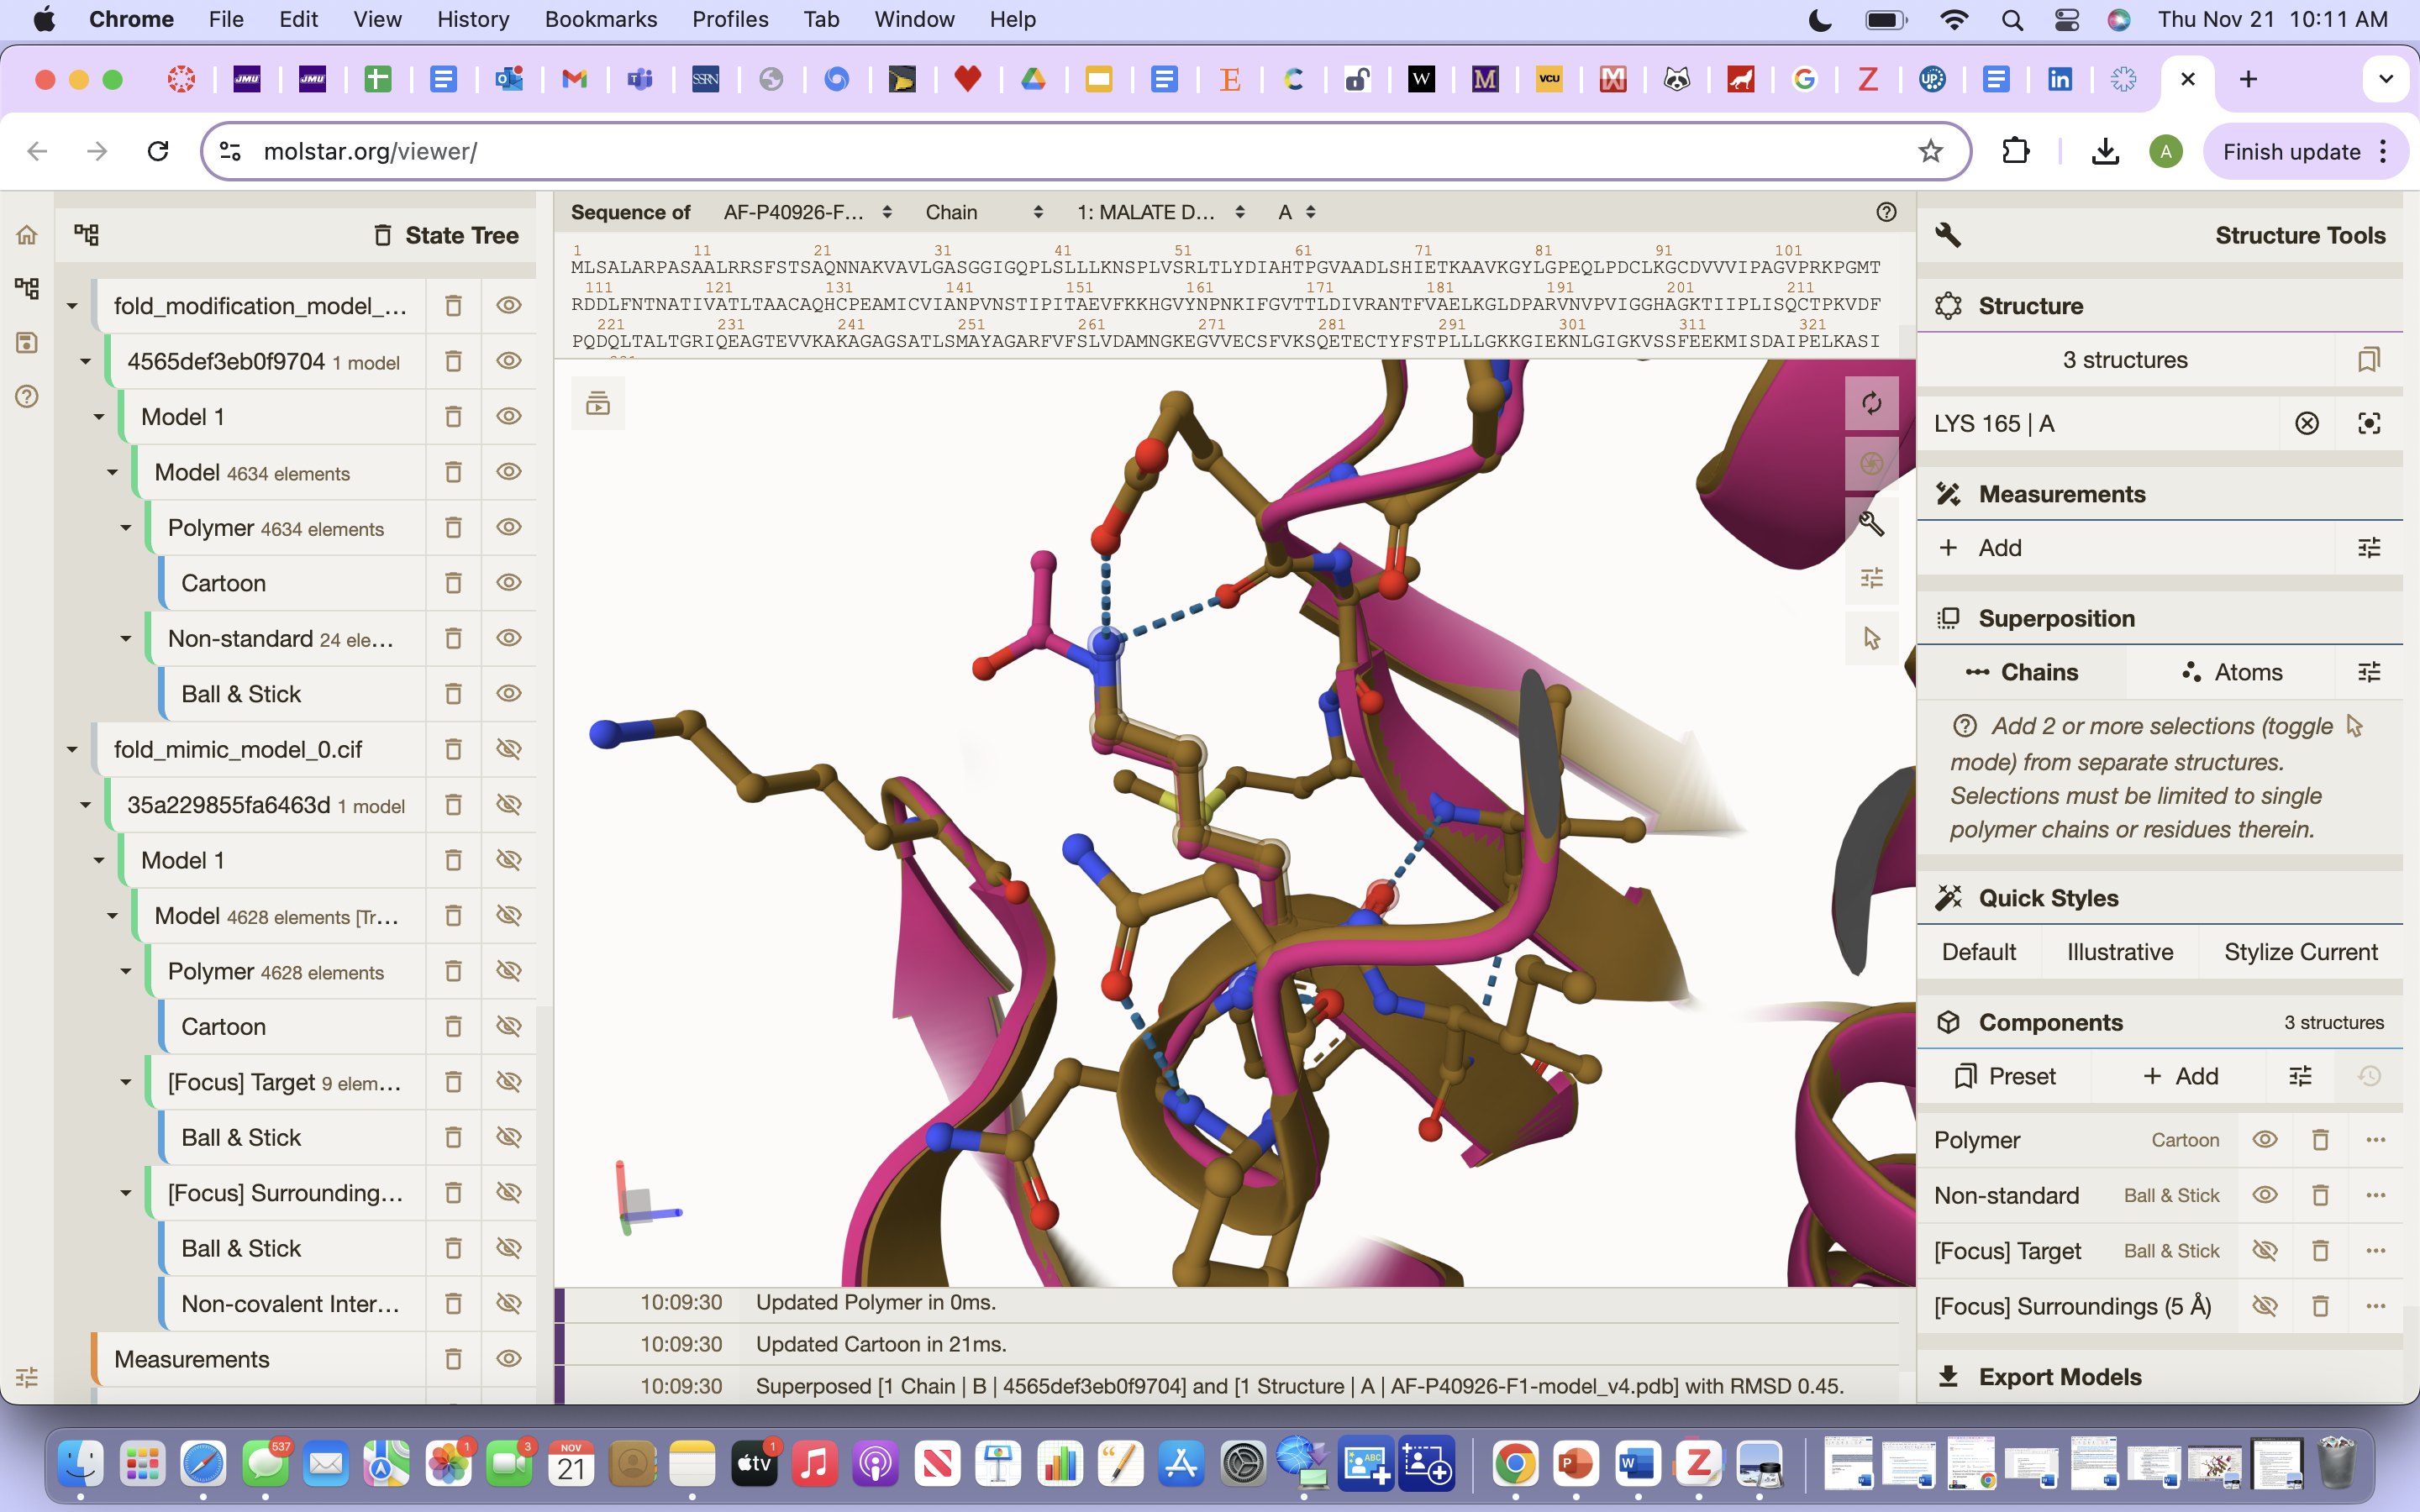 Chrome File Edit View History Bookmarks Profiles Tab Window Help Thu Nov 21 10:11 AM
JMU JMU SSRN W M VCU UP in
molstar.org/viewer/ A Finish update
State Tree
fold_modification_model_...
4565def3eb0f9704 1 model
Model 1
Model 4634 elements
Polymer 4634 elements
Cartoon
Non-standard 24 ele...
Ball & Stick
fold_mimic_model_0.cif
35a229855fa6463d 1 model
Model 1
Model 4628 elements [Tr...
Polymer 4628 elements
Cartoon
[Focus] Target 9 elem...
Ball & Stick
[Focus] Surrounding...
Ball & Stick
Non-covalent Inter...
Measurements
Sequence of AF-P40926-F... Chain 1: MALATE D... A
1 11 21 31 41 51 61 71 81 91 101
MLSALARPASAALRRSFSTSAQNNAKVAVLGASGGIGQPLSLLLKNSPLVSRLTLYDIAHTPGVAADLSHIETKAAVKGYLGPEQLPDCLKGCDVVVIPAGVPRKPGMT
111 121 131 141 151 161 171 181 191 201 211
RDDLFNTNATIVATLTAACAQHCPEAMICVIANPVNSTIPITAEVFKKHGVYNPNKIFGVTTLDIVRANTFVAELKGLDPARVNVPVIGGHAGKTIIPLISQCTPKVDF
221 231 241 251 261 271 281 291 301 311 321
PQDQLTALTGRIQEAGTEVVKAKAGAGSATLSMAYAGARFVFSLVDAMNGKEGVVECSFVKSQETECTYFSTPLLLGKKGIEKNLGIGKVSSFEEKMISDAIPELKASI
10:09:30 Updated Polymer in 0ms.
10:09:30 Updated Cartoon in 21ms.
10:09:30 Superposed [1 Chain | B | 4565def3eb0f9704] and [1 Structure | A | AF-P40926-F1-model_v4.pdb] with RMSD 0.45.
Structure Tools
Structure
3 structures
LYS 165 | A
Measurements
+ Add
Superposition
Chains Atoms
Add 2 or more selections (toggle
mode) from separate structures.
Selections must be limited to single
polymer chains or residues therein.
Quick Styles
Default Illustrative Stylize Current
Components 3 structures
Preset + Add
Polymer Cartoon
Non-standard Ball & Stick
[Focus] Target Ball & Stick
[Focus] Surroundings (5 Å)
Export Models
537 1 3 NOV 21 tv 1 ABC P W Z